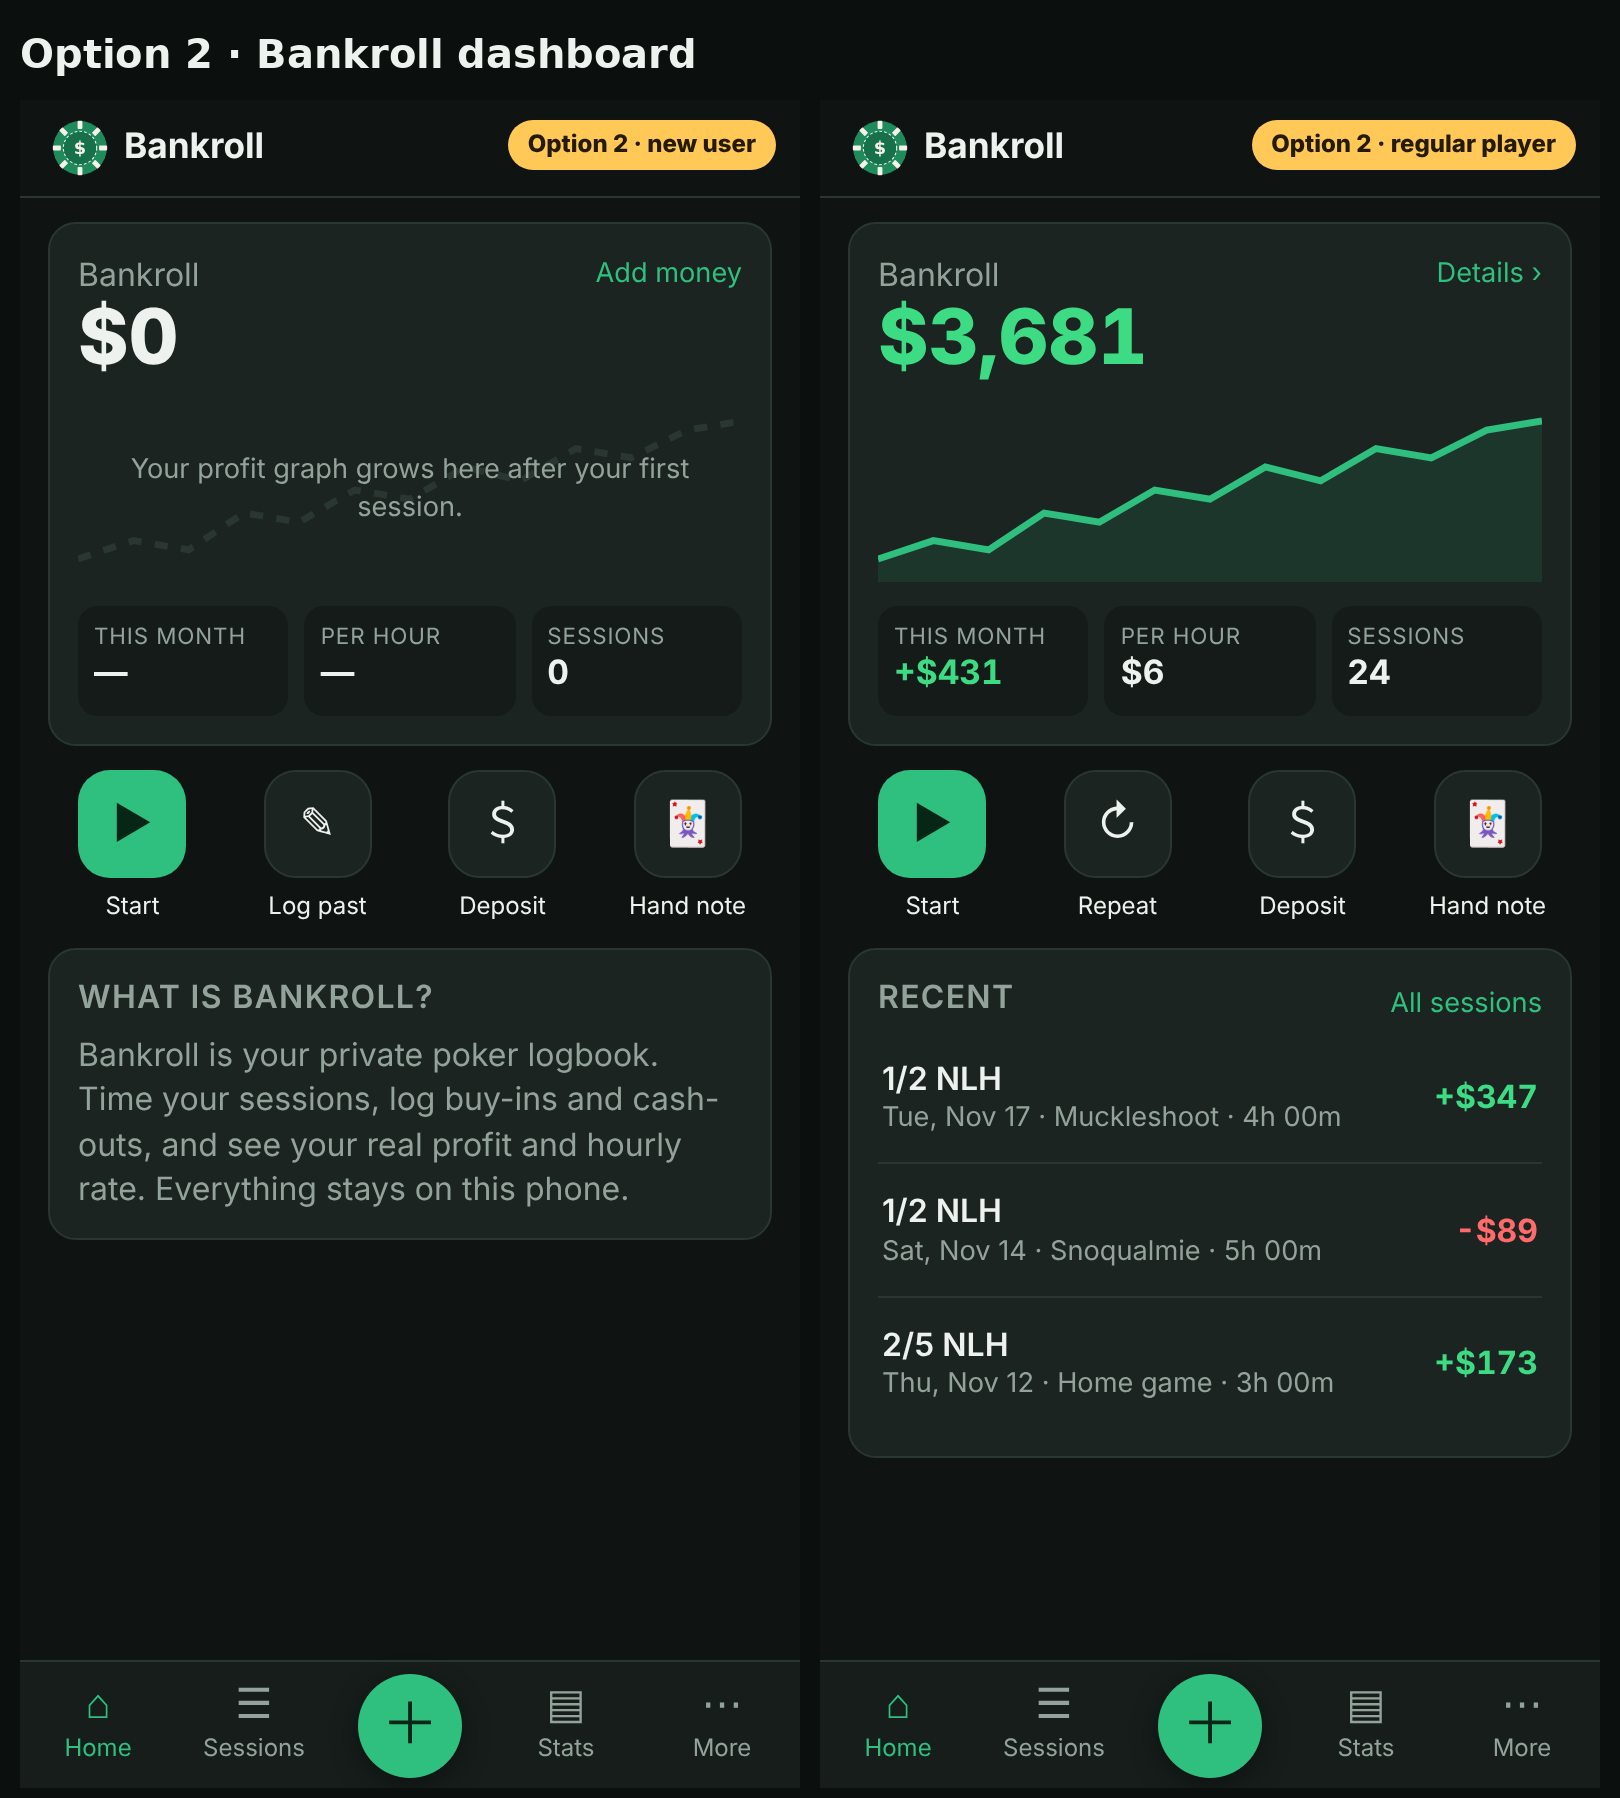 Option 2 · Bankroll dashboard
$ Bankroll
Option 2 · new user
Bankroll
Add money
$0
Your profit graph grows here after your first
session.
THIS MONTH
—
PER HOUR
—
SESSIONS
0
Start
Log past
$
Deposit
Hand note
WHAT IS BANKROLL?
Bankroll is your private poker logbook.
Time your sessions, log buy-ins and cash-
outs, and see your real profit and hourly
rate. Everything stays on this phone.
Home
Sessions
+
Stats
More
$ Bankroll
Option 2 · regular player
Bankroll
Details ›
$3,681
THIS MONTH
+$431
PER HOUR
$6
SESSIONS
24
Start
Repeat
$
Deposit
Hand note
RECENT
All sessions
1/2 NLH
Tue, Nov 17 · Muckleshoot · 4h 00m
+$347
1/2 NLH
Sat, Nov 14 · Snoqualmie · 5h 00m
-$89
2/5 NLH
Thu, Nov 12 · Home game · 3h 00m
+$173
Home
Sessions
+
Stats
More